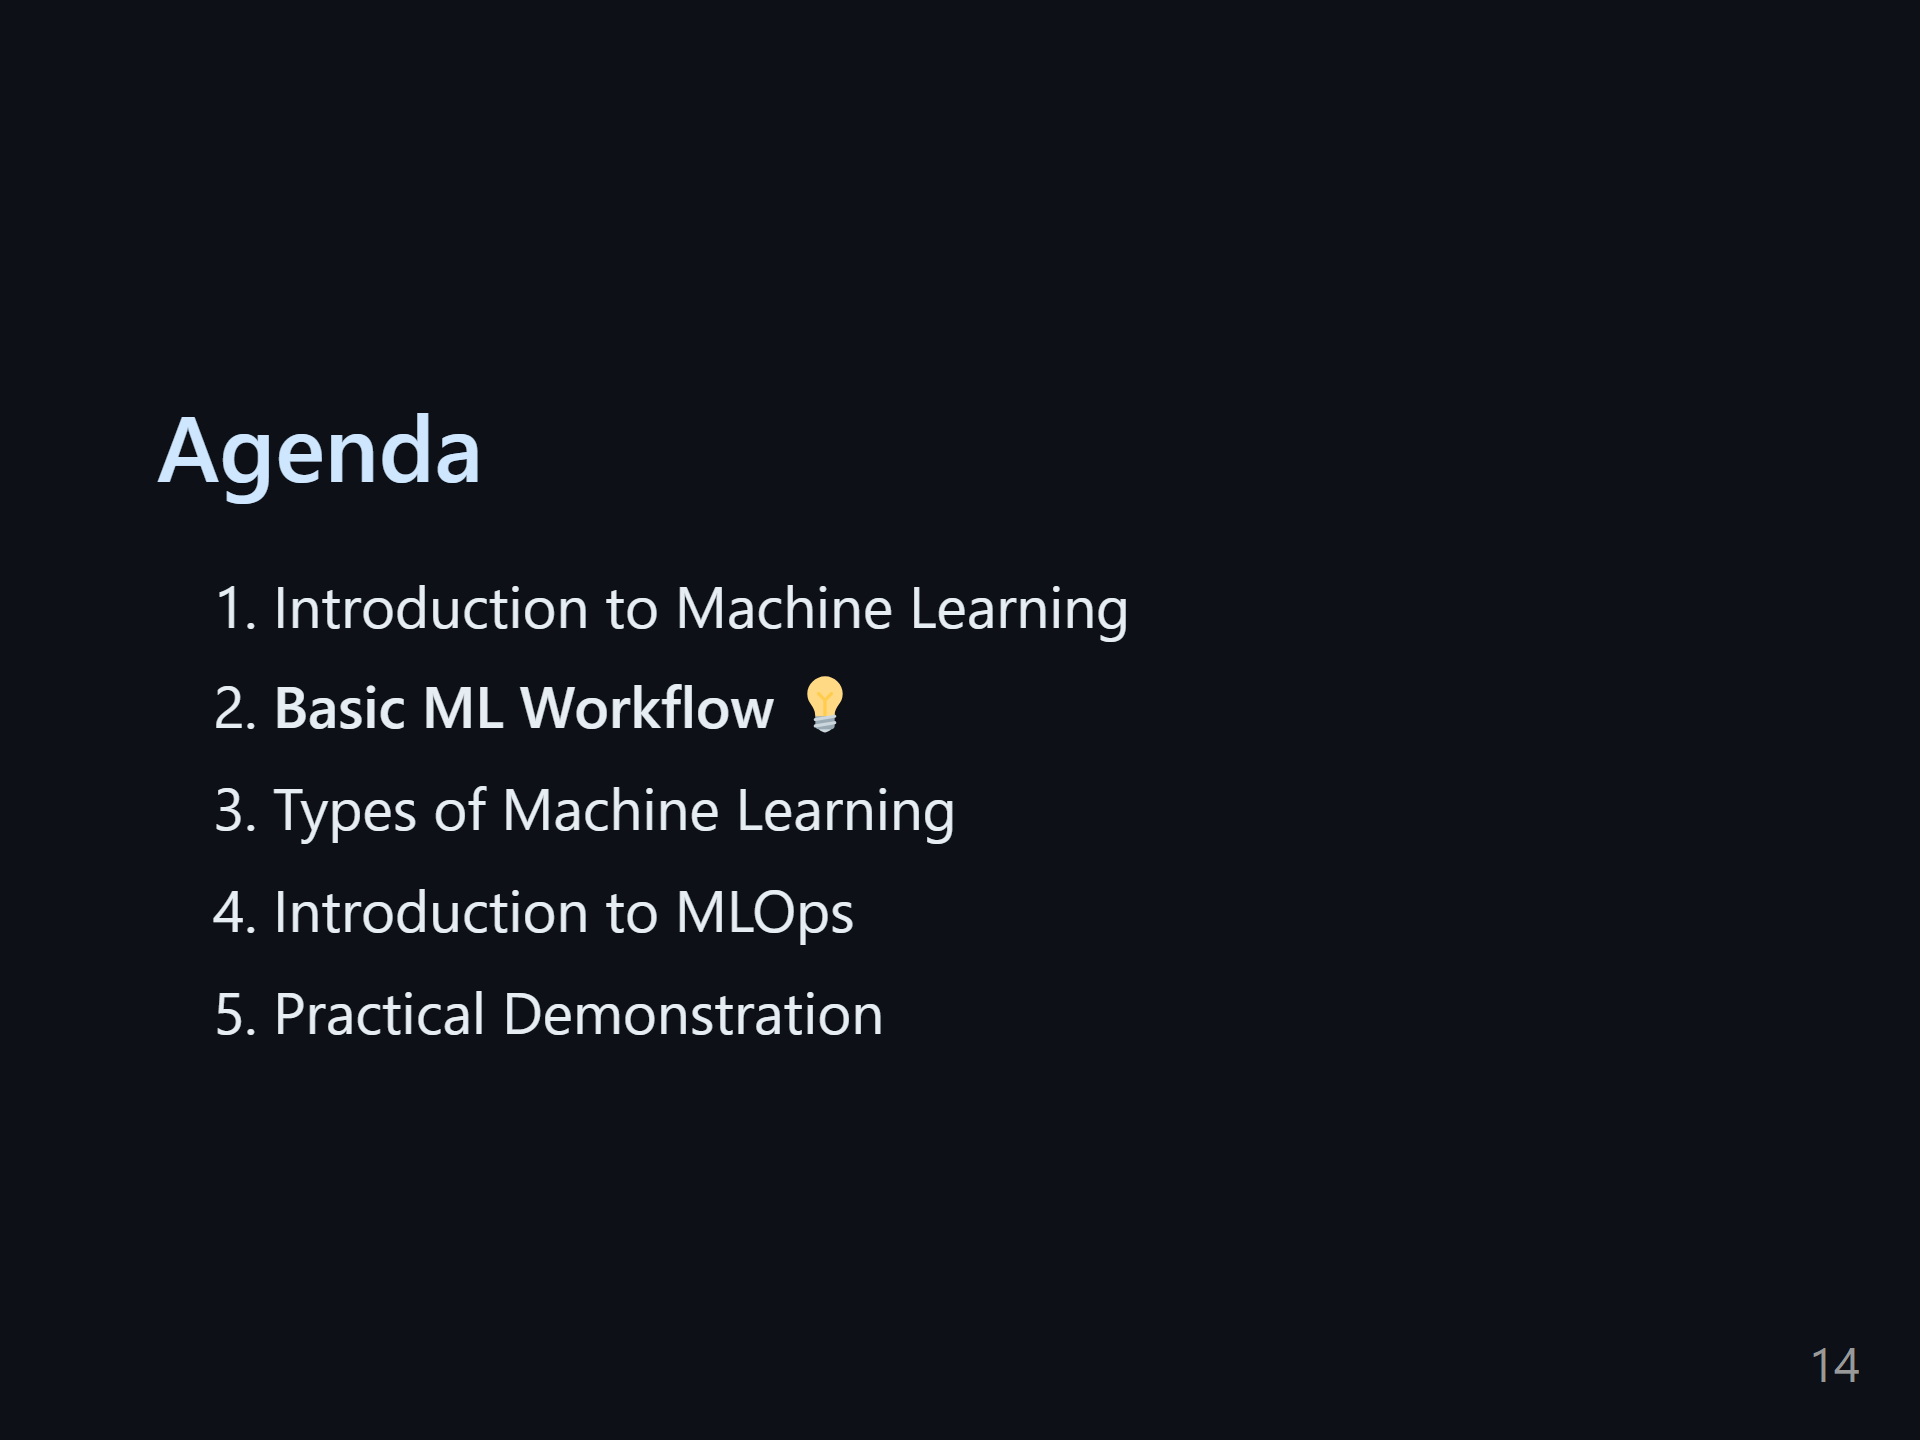 Agenda
1. Introduction to Machine Learning
2. Basic ML Workflow 💡
3. Types of Machine Learning
4. Introduction to MLOps
5. Practical Demonstration
14